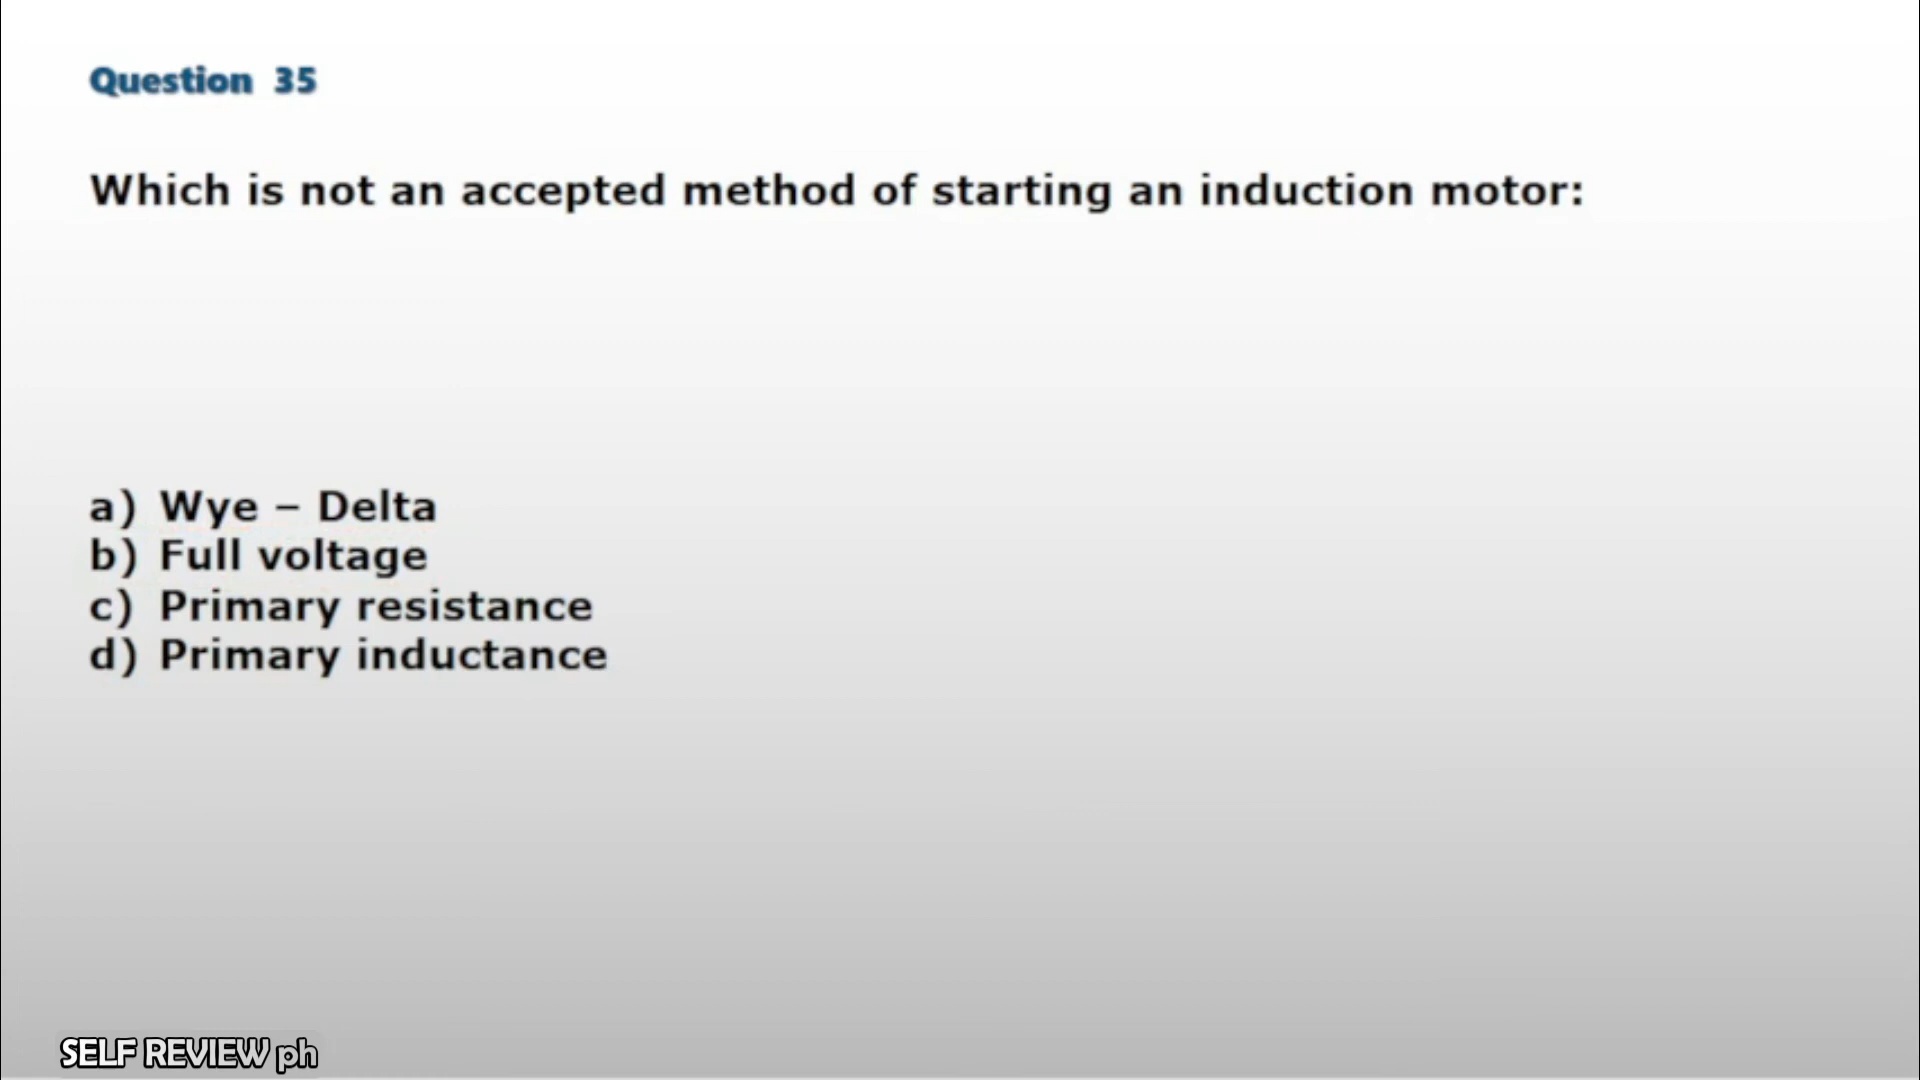 Question 35
Which is not an accepted method of starting an induction motor:
a) Wye – Delta
b) Full voltage
c) Primary resistance
d) Primary inductance
SELF REVIEW ph